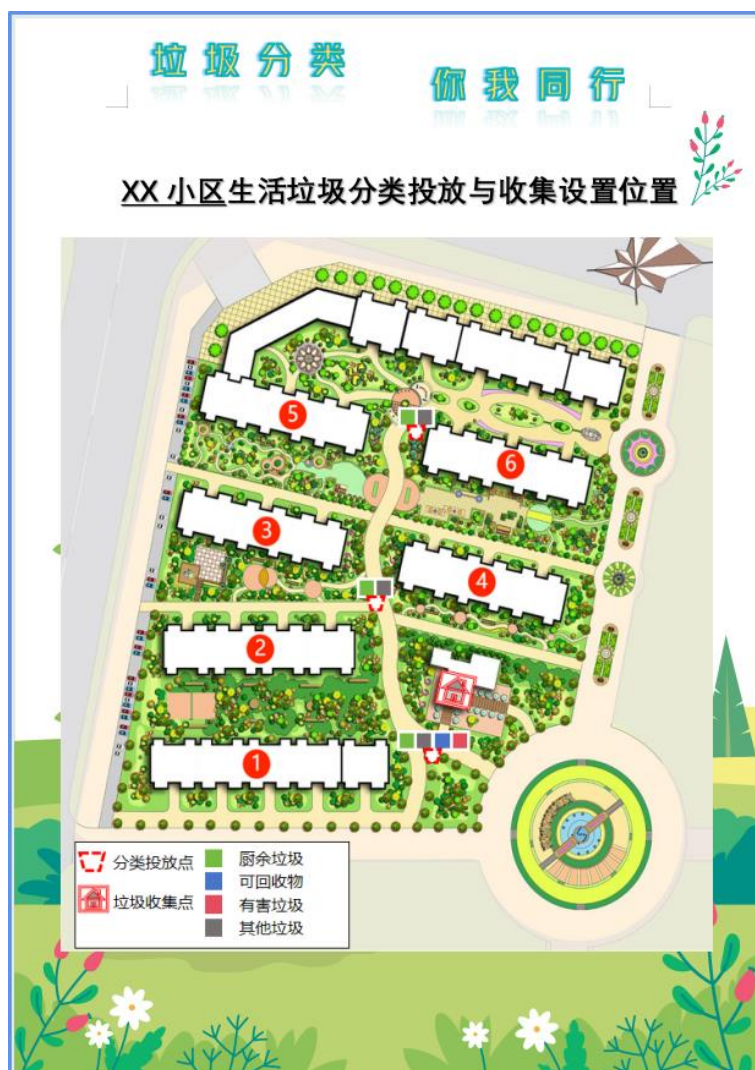 垃圾分类
你我同行
XX 小区生活垃圾分类投放与收集设置位置
5
6
3
4
2
1
分类投放点
垃圾收集点
厨余垃圾
可回收物
有害垃圾
其他垃圾